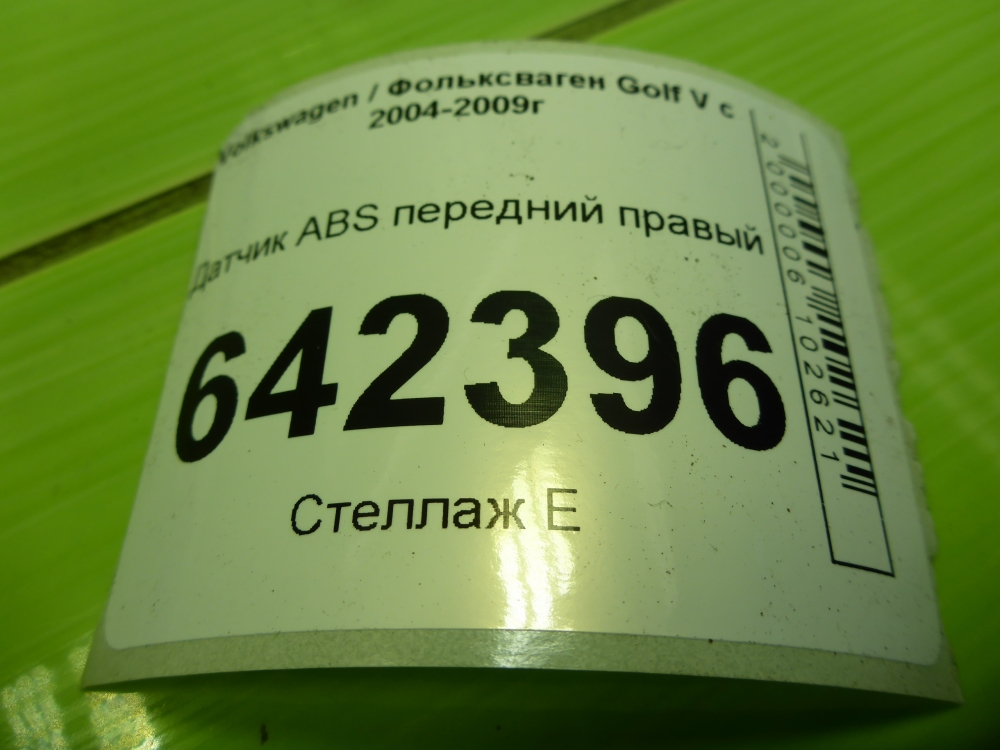 Volkswagen / Фольксваген Golf V с
2004-2009г
Датчик ABS передний правый
642396
Стеллаж Е
2000006102621